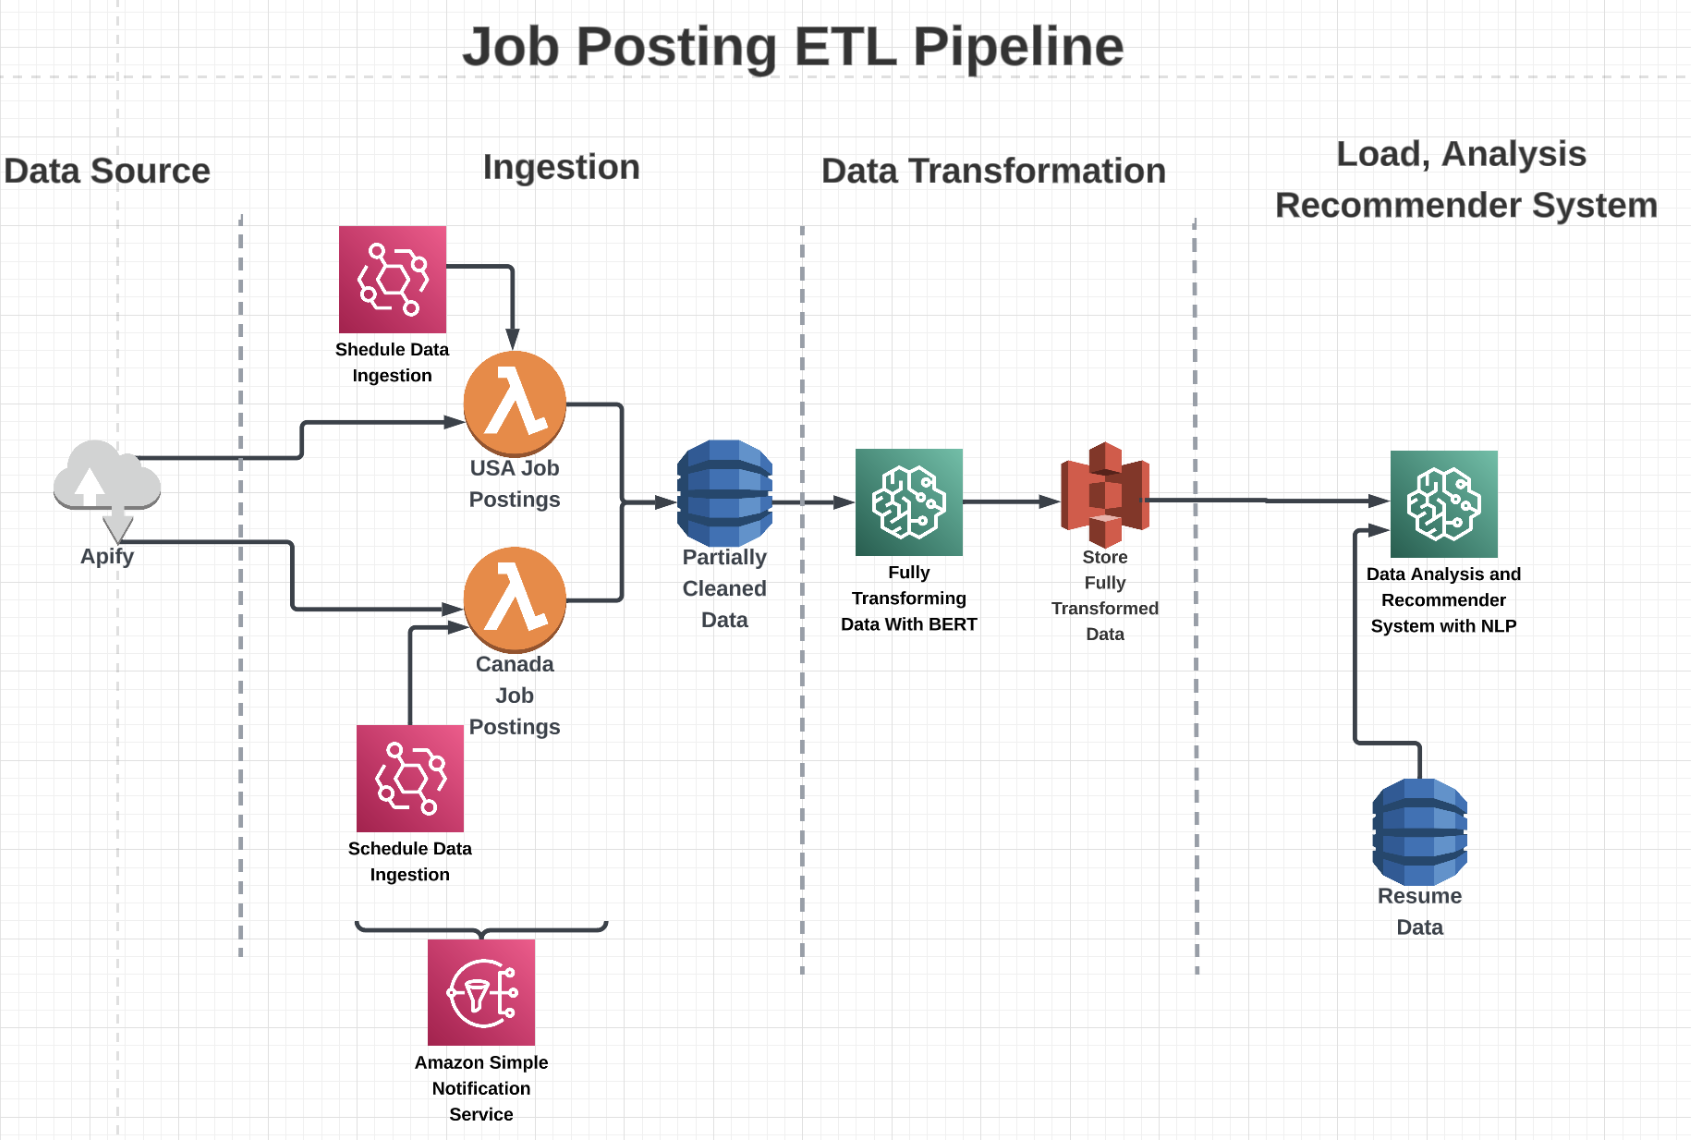 Job Posting ETL Pipeline
Data Source
Ingestion
Data Transformation
Load, Analysis
Recommender System
Shedule Data
Ingestion
USA Job
Postings
Apify
Canada
Job
Postings
Schedule Data
Ingestion
Amazon Simple
Notification
Service
Partially
Cleaned
Data
Fully
Transforming
Data With BERT
Store
Fully
Transformed
Data
Data Analysis and
Recommender
System with NLP
Resume
Data